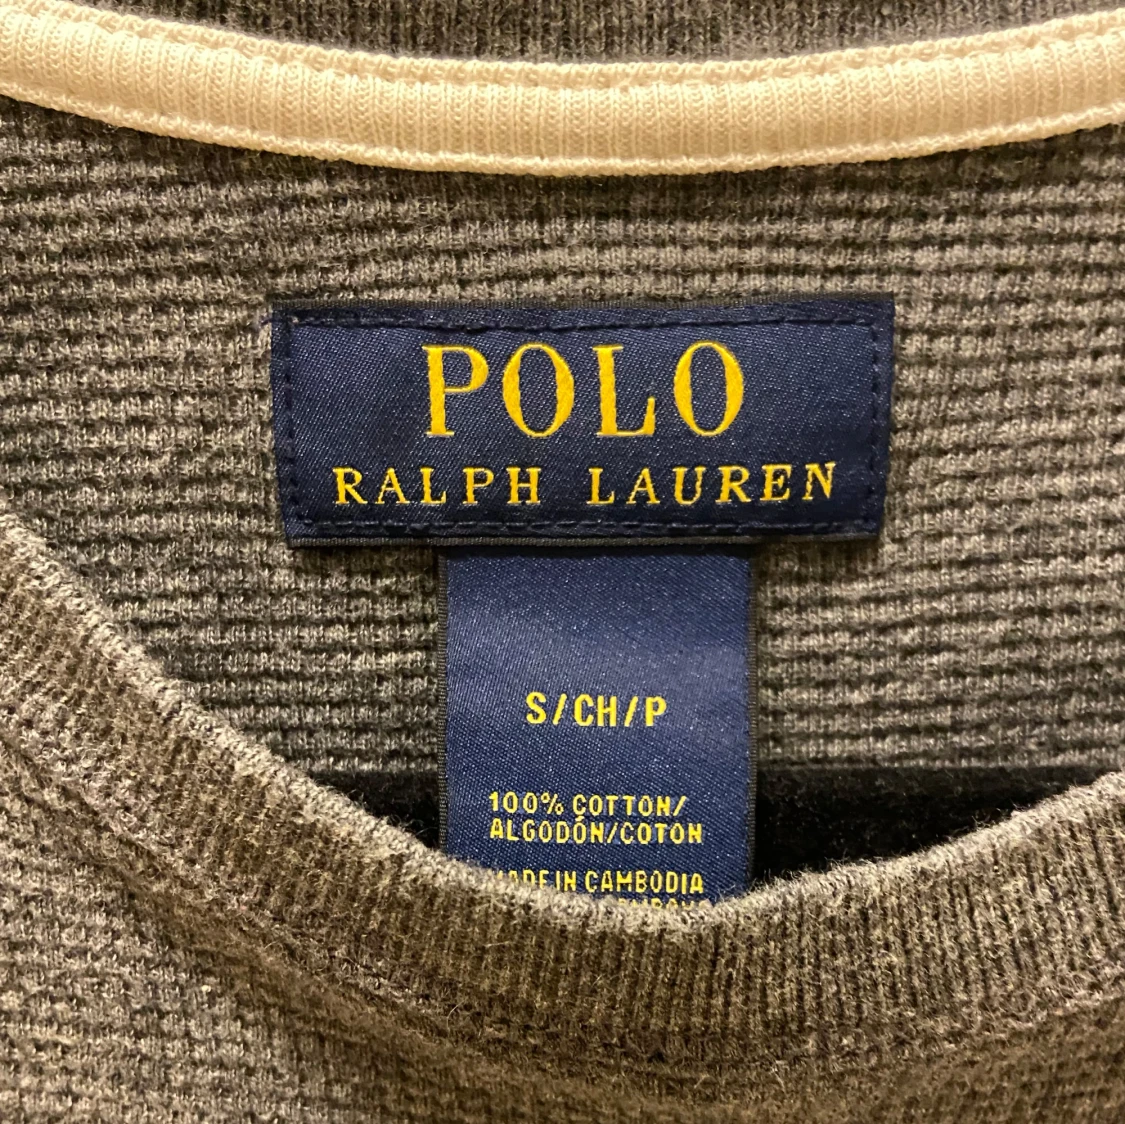 POLO
RALPH LAUREN
S/CH/P
100% COTTON/
ALGODÓN/COTON
MADE IN CAMBODIA